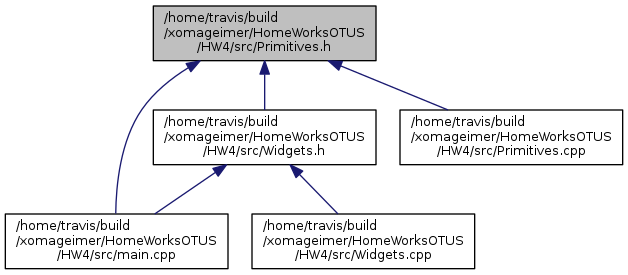 /home/travis/build
/xomageimer/HomeWorksOTUS
/HW4/src/Primitives.h
/home/travis/build
/xomageimer/HomeWorksOTUS
/HW4/src/Widgets.h
/home/travis/build
/xomageimer/HomeWorksOTUS
/HW4/src/Primitives.cpp
/home/travis/build
/xomageimer/HomeWorksOTUS
/HW4/src/main.cpp
/home/travis/build
/xomageimer/HomeWorksOTUS
/HW4/src/Widgets.cpp